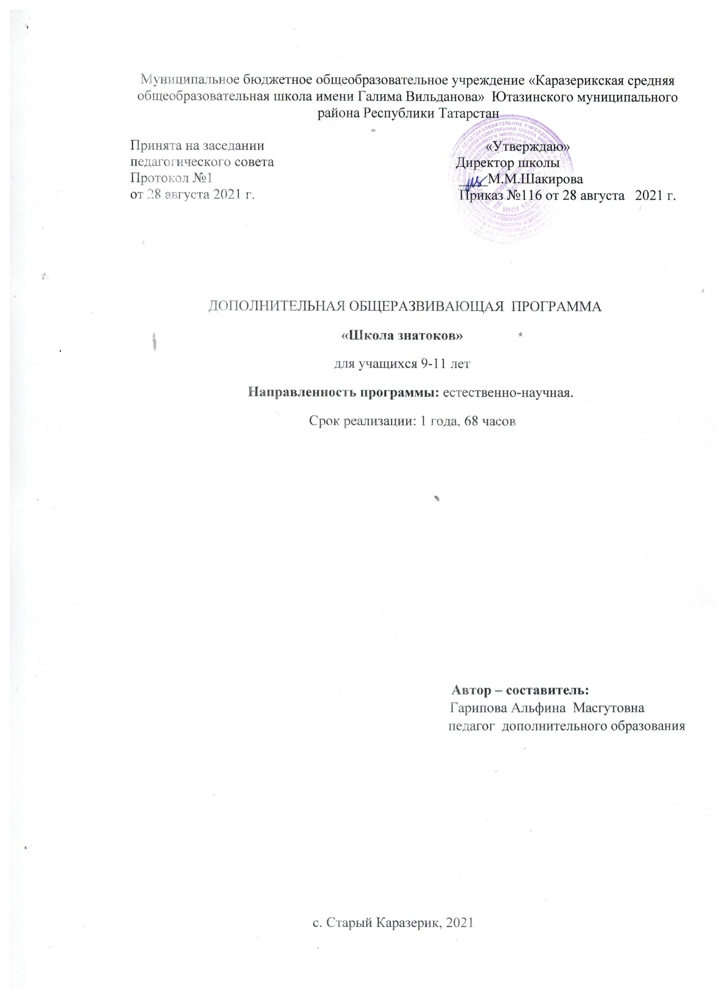 Муниципальное бюджетное общеобразовательное учреждение «Каразерикская средняя
общеобразовательная школа имени Галима Вильданова»  Ютазинского муниципального
района Республики Татарстан
Принята на заседании
педагогического совета
Протокол №1
от 28 августа 2021 г.
«Утверждаю»
Директор школы
____М.М.Шакирова
Приказ №116 от 28 августа   2021 г.
ИНН
ДОПОЛНИТЕЛЬНАЯ ОБЩЕРАЗВИВАЮЩАЯ  ПРОГРАММА
«Школа знатоков»
для учащихся 9-11 лет
Направленность программы: естественно-научная.
Срок реализации: 1 года, 68 часов
Автор – составитель:
Гарипова Альфина  Масгутовна
педагог  дополнительного образования
с. Старый Каразерик, 2021